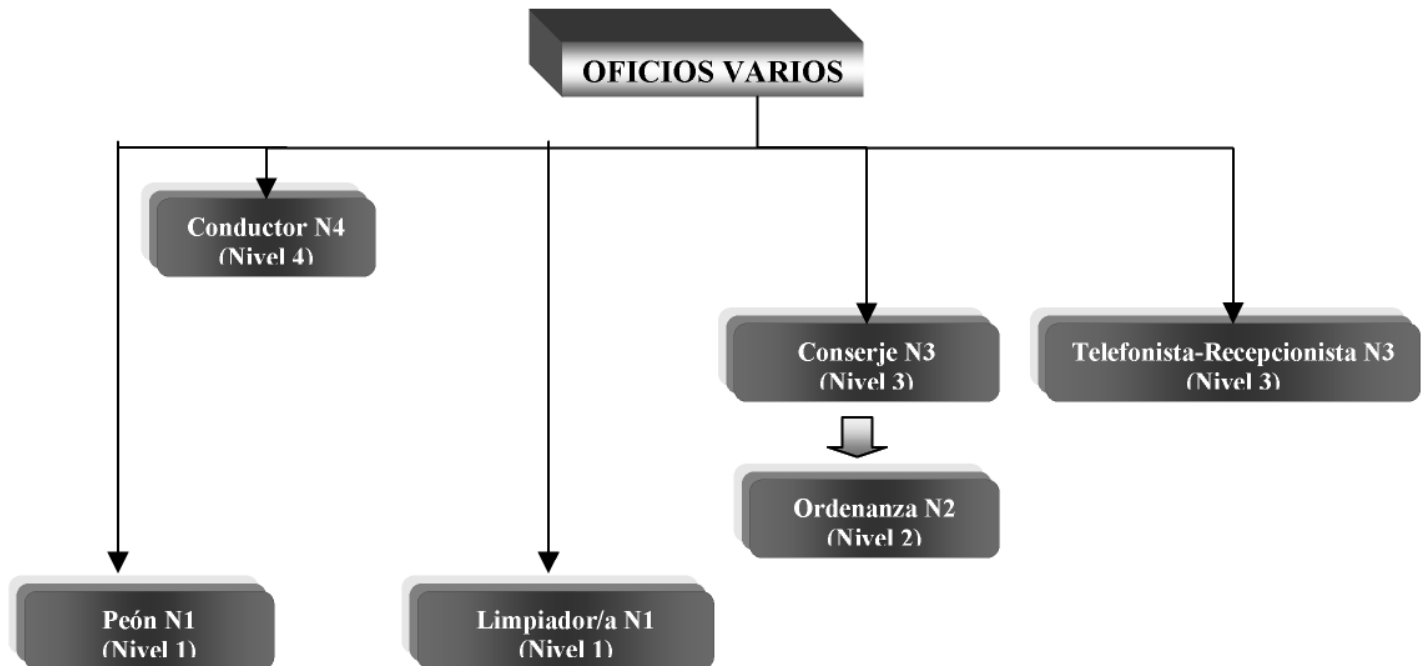 OFICIOS VARIOS
Conductor N4
(Nivel 4)
Conserje N3
(Nivel 3)
Telefonista-Recepcionista N3
(Nivel 3)
Ordenanza N2
(Nivel 2)
Peón N1
(Nivel 1)
Limpiador/a N1
(Nivel 1)